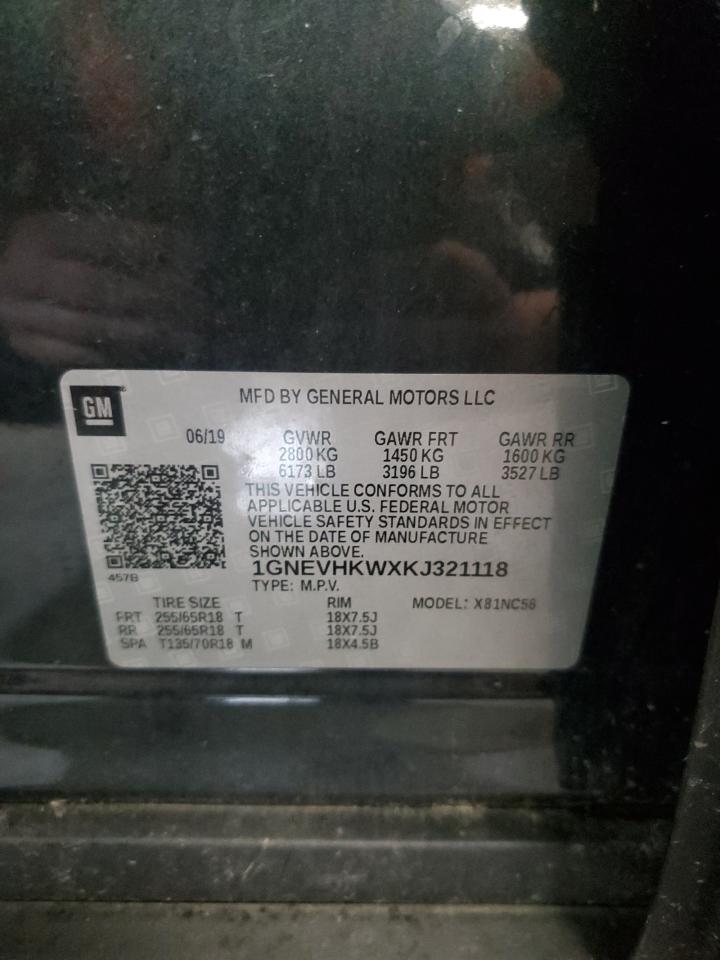 GM
MFD BY GENERAL MOTORS LLC
06/19 GVWR GAWR FRT GAWR RR
2800 KG 1450 KG 1600 KG
6173 LB 3196 LB 3527 LB
THIS VEHICLE CONFORMS TO ALL
APPLICABLE U.S. FEDERAL MOTOR
VEHICLE SAFETY STANDARDS IN EFFECT
ON THE DATE OF MANUFACTURE
SHOWN ABOVE.
1GNEVHKWXKJ321118
457B
TYPE: M.P.V.
TIRE SIZE RIM MODEL: X81NC56
FRT 255/65R18 T 18X7.5J
RR 255/65R18 T 18X7.5J
SPA T135/70R18 M 18X4.5B